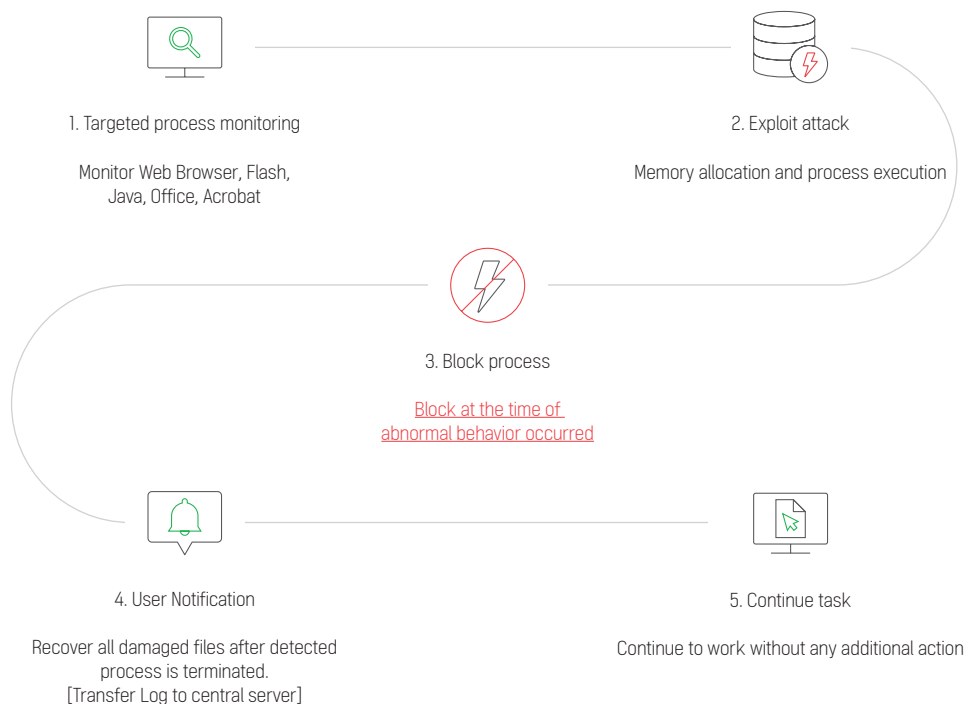 1. Targeted process monitoring
Monitor Web Browser, Flash,
Java, Office, Acrobat
2. Exploit attack
Memory allocation and process execution
3. Block process
Block at the time of
abnormal behavior occurred
4. User Notification
Recover all damaged files after detected
process is terminated.
[Transfer Log to central server]
5. Continue task
Continue to work without any additional action